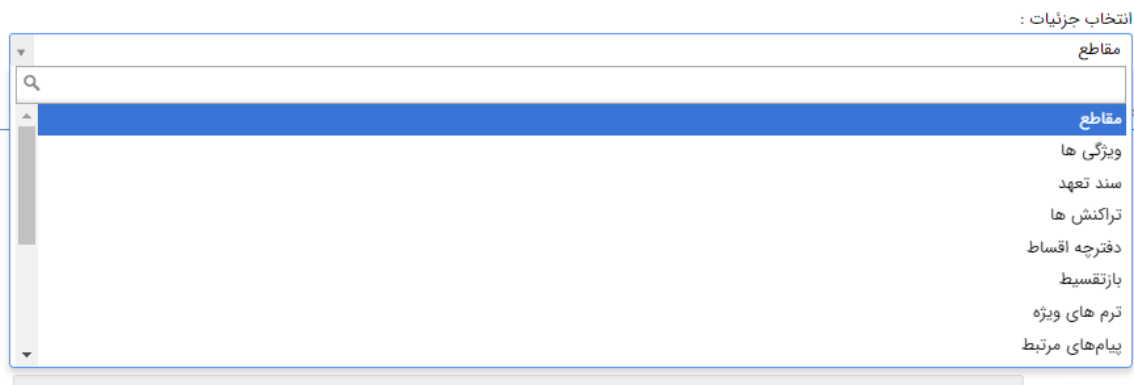 انتخاب جزئیات :
مقاطع
مقاطع
ویژگی ها
سند تعهد
تراکنش ها
دفترچه اقساط
بازتقسیط
ترم های ویژه
پیام‌های مرتبط